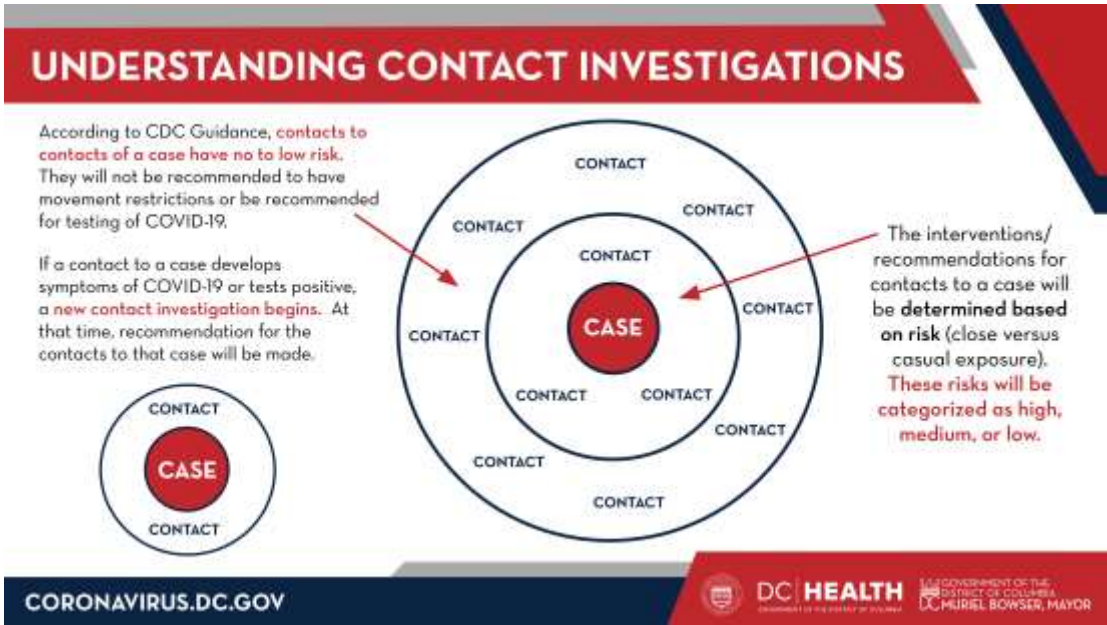 UNDERSTANDING CONTACT INVESTIGATIONS
According to CDC Guidance, contacts to
contacts of a case have no to low risk.
They will not be recommended to have
movement restrictions or be recommended
for testing of COVID-19.
If a contact to a case develops
symptoms of COVID-19 or tests positive,
a new contact investigation begins. At
that time, recommendation for the
contacts to that case will be made.
CONTACT
CASE
CONTACT
CONTACT
CONTACT
CONTACT
CONTACT
CONTACT
CASE
CONTACT
CONTACT
CONTACT
CONTACT
CONTACT
CONTACT
The interventions/
recommendations for
contacts to a case will
be determined based
on risk (close versus
casual exposure).
These risks will be
categorized as high,
medium, or low.
CORONAVIRUS.DC.GOV
DC HEALTH
GOVERNMENT OF THE DISTRICT OF COLUMBIA
GOVERNMENT OF THE
DISTRICT OF COLUMBIA
DC MURIEL BOWSER, MAYOR